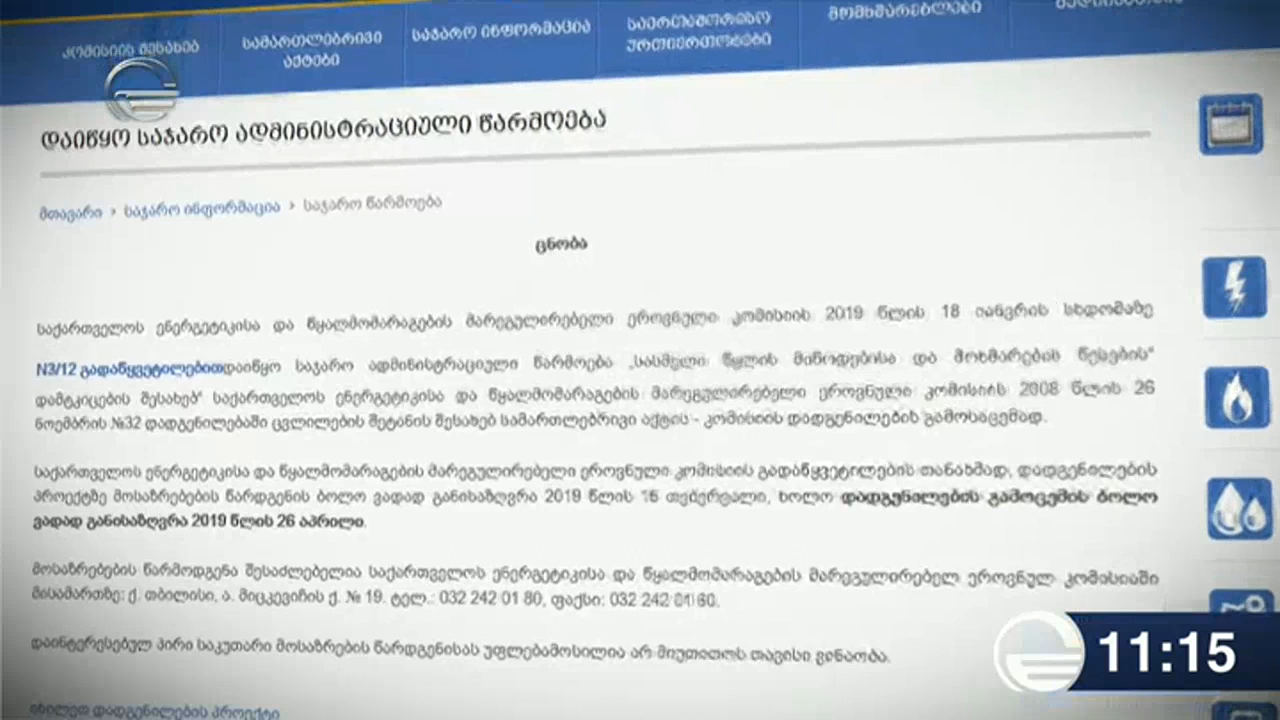 კომისიის შესახებ
სამართლებრივი
აქტები
საჯარო ინფორმაცია
საერთაშორისო
ურთიერთობები
მომხმარებლები
დაიწყო საჯარო ადმინისტრაციული წარმოება
მთავარი › საჯარო ინფორმაცია › საჯარო წარმოება
ცნობა
საქართველოს ენერგეტიკისა და წყალმომარაგების მარეგულირებელი ეროვნული კომისიის 2019 წლის 18 იანვრის სხდომაზე
N3/12 გადაწყვეტილებითდაიწყო საჯარო ადმინისტრაციული წარმოება „სასმელი წყლის მიწოდებისა და მოხმარების წესების“
დამტკიცების შესახებ“ საქართველოს ენერგეტიკისა და წყალმომარაგების მარეგულირებელი ეროვნული კომისიის 2008 წლის 26
ნოემბრის №32 დადგენილებაში ცვლილების შეტანის შესახებ სამართლებრივი აქტის - კომისიის დადგენილების გამოსაცემად.
საქართველოს ენერგეტიკისა და წყალმომარაგების მარეგულირებელი ეროვნული კომისიის გადაწყვეტილების თანახმად, დადგენილების
პროექტზე მოსაზრებების წარდგენის ბოლო ვადად განისაზღვრა 2019 წლის თებერვალი, ხოლო დადგენილების გამოცემის ბოლო
ვადად განისაზღვრა 2019 წლის 26 აპრილი.
მოსაზრებების წარმოდგენა შესაძლებელია საქართველოს ენერგეტიკისა და წყალმომარაგების მარეგულირებელ ეროვნულ კომისიაში
მისამართზე: ქ. თბილისი, ა. მიცკევიჩის ქ. № 19. ტელ.: 032 242 01 80, ფაქსი: 032 242 01 60.
დაინტერესებულ პირი საკუთარი მოსაზრების წარდგენისას უფლებამოსილია არ მიუთითოს თავისი ვინაობა.
იხილეთ დადგენილების პროექტი
11:15